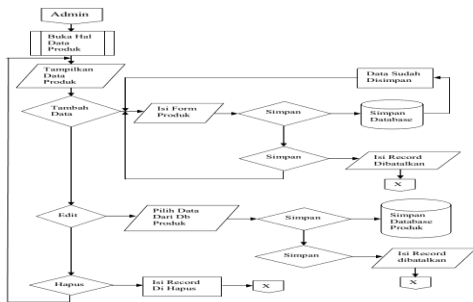 Admin
Buka Hal
Data
Produk
Tampilkan
Data
Produk
Data Sudah
Disimpan
Tambah
Data
Isi Form
Produk
Simpan
Simpan
Database
Simpan
Isi Record
Dibatalkan
X
Edit
Pilih Data
Dari Db
Produk
Simpan
Simpan
Database
Produk
Simpan
Isi Record
dibatalkan
X
Hapus
Isi Record
Di Hapus
X